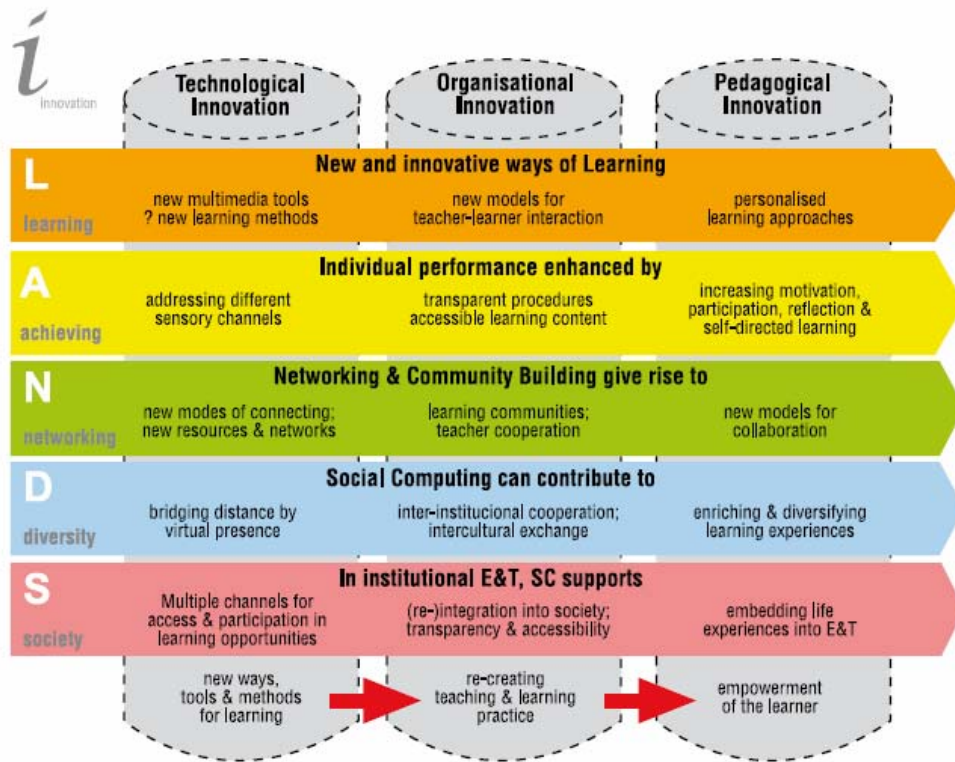 i
innovation
Technological
Innovation
Organisational
Innovation
Pedagogical
Innovation
L
learning
New and innovative ways of Learning
new multimedia tools
? new learning methods
new models for
teacher-learner interaction
personalised
learning approaches
A
achieving
Individual performance enhanced by
addressing different
sensory channels
transparent procedures
accessible learning content
increasing motivation,
participation, reflection &
self-directed learning
N
networking
Networking & Community Building give rise to
new modes of connecting;
new resources & networks
learning communities;
teacher cooperation
new models for
collaboration
D
diversity
Social Computing can contribute to
bridging distance by
virtual presence
inter-institucional cooperation;
intercultural exchange
enriching & diversifying
learning experiences
S
society
In institutional E&T, SC supports
Multiple channels for
access & participation in
learning opportunities
(re-)integration into society;
transparency & accessibility
embedding life
experiences into E&T
new ways,
tools & methods
for learning
re-creating
teaching & learning
practice
empowerment
of the learner